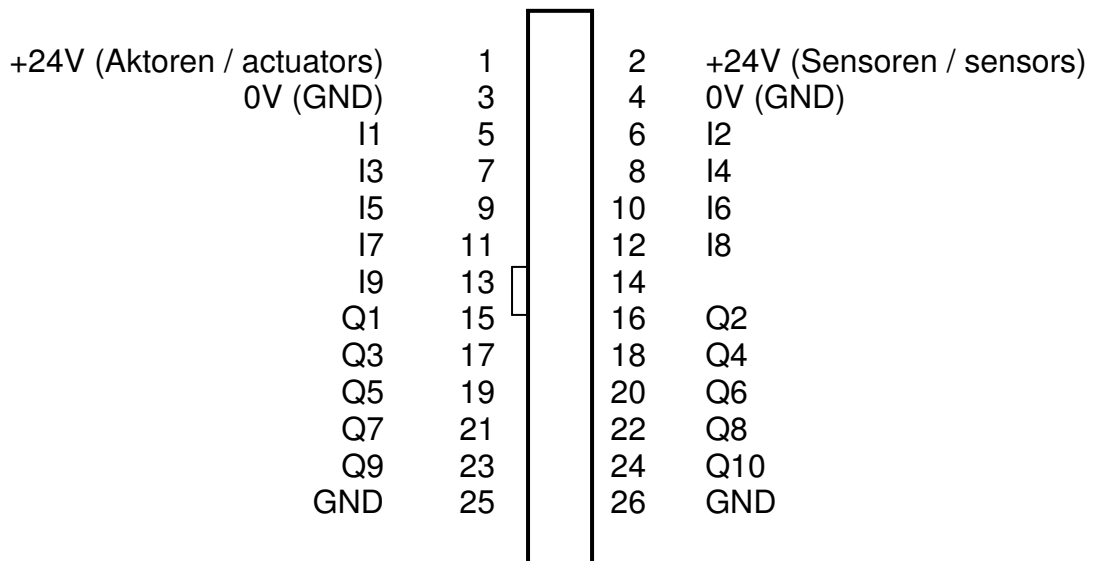 +24V (Aktoren / actuators) 1 2 +24V (Sensoren / sensors)
0V (GND) 3 4 0V (GND)
I1 5 6 I2
I3 7 8 I4
I5 9 10 I6
I7 11 12 I8
I9 13 14
Q1 15 16 Q2
Q3 17 18 Q4
Q5 19 20 Q6
Q7 21 22 Q8
Q9 23 24 Q10
GND 25 26 GND